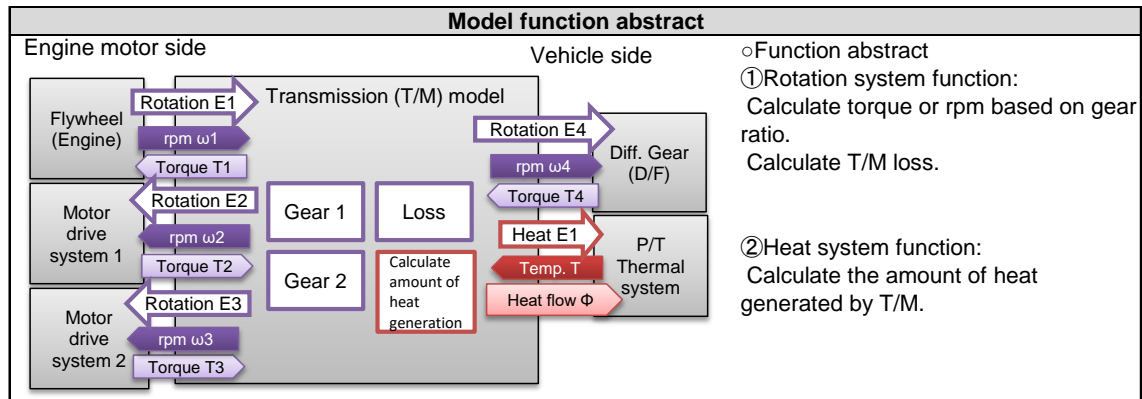 Model function abstract
Engine motor side
Vehicle side
Flywheel
(Engine)
Rotation E1
rpm ω1
Torque T1
Motor
drive
system 1
Rotation E2
rpm ω2
Torque T2
Motor
drive
system 2
Rotation E3
rpm ω3
Torque T3
Transmission (T/M) model
Gear 1
Loss
Gear 2
Calculate
amount of
heat
generation
Rotation E4
rpm ω4
Torque T4
Diff. Gear
(D/F)
Heat E1
Temp. T
Heat flow Φ
P/T
Thermal
system
○Function abstract
①Rotation system function:
Calculate torque or rpm based on gear
ratio.
Calculate T/M loss.
②Heat system function:
Calculate the amount of heat
generated by T/M.